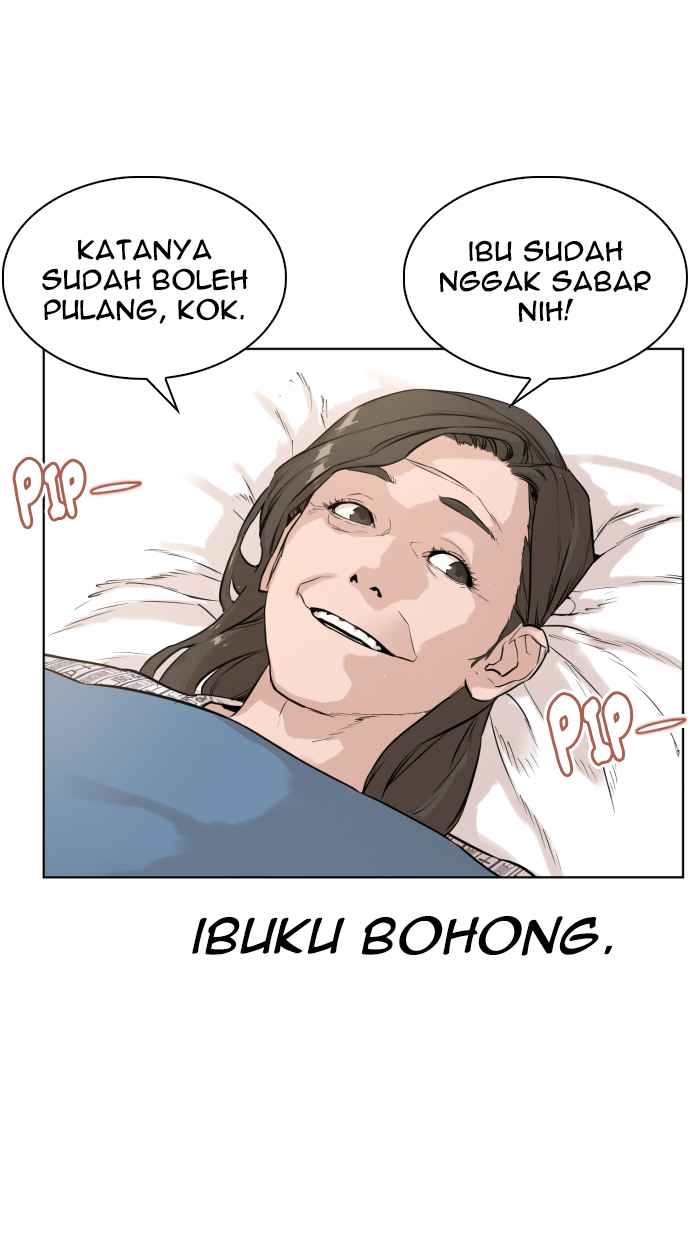 KATANYA
SUDAH BOLEH
PULANG, KOK.
IBU SUDAH
NGGAK SABAR
NIH!
PIP—
PIP—
IBUKU BOHONG.